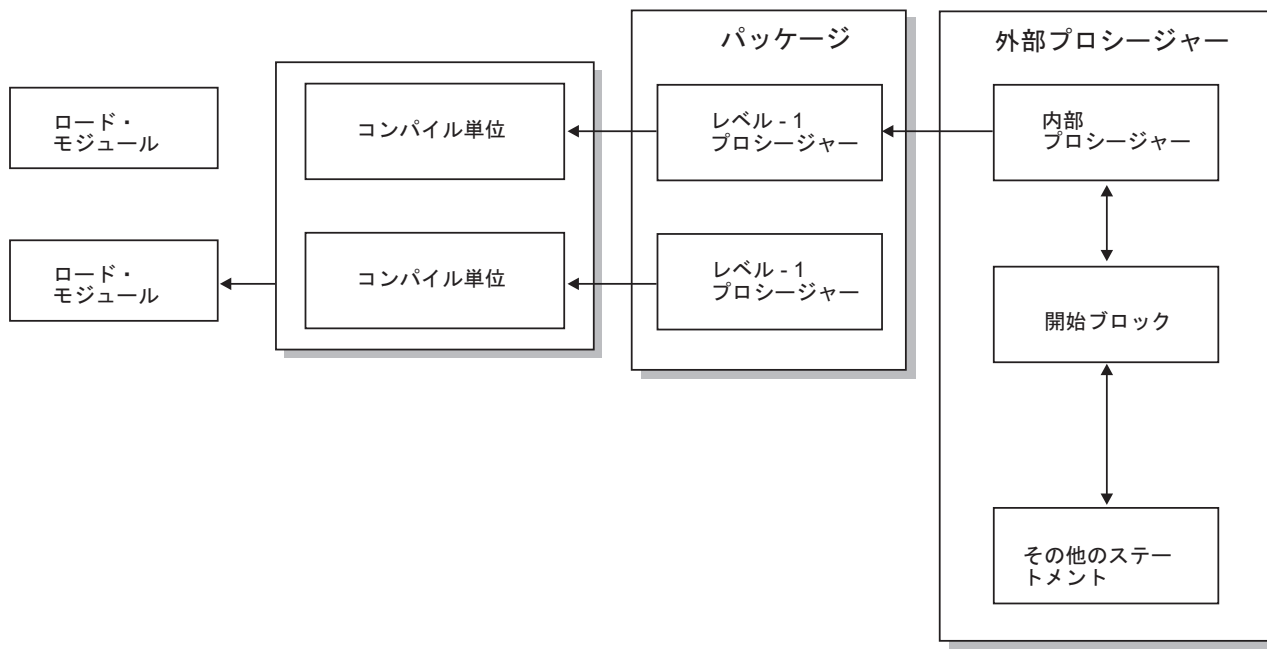 パッケージ
外部プロシージャー
ロード・
モジュール
コンパイル単位
レベル - 1
プロシージャー
内部
プロシージャー
ロード・
モジュール
コンパイル単位
レベル - 1
プロシージャー
開始ブロック
その他のステー
トメント